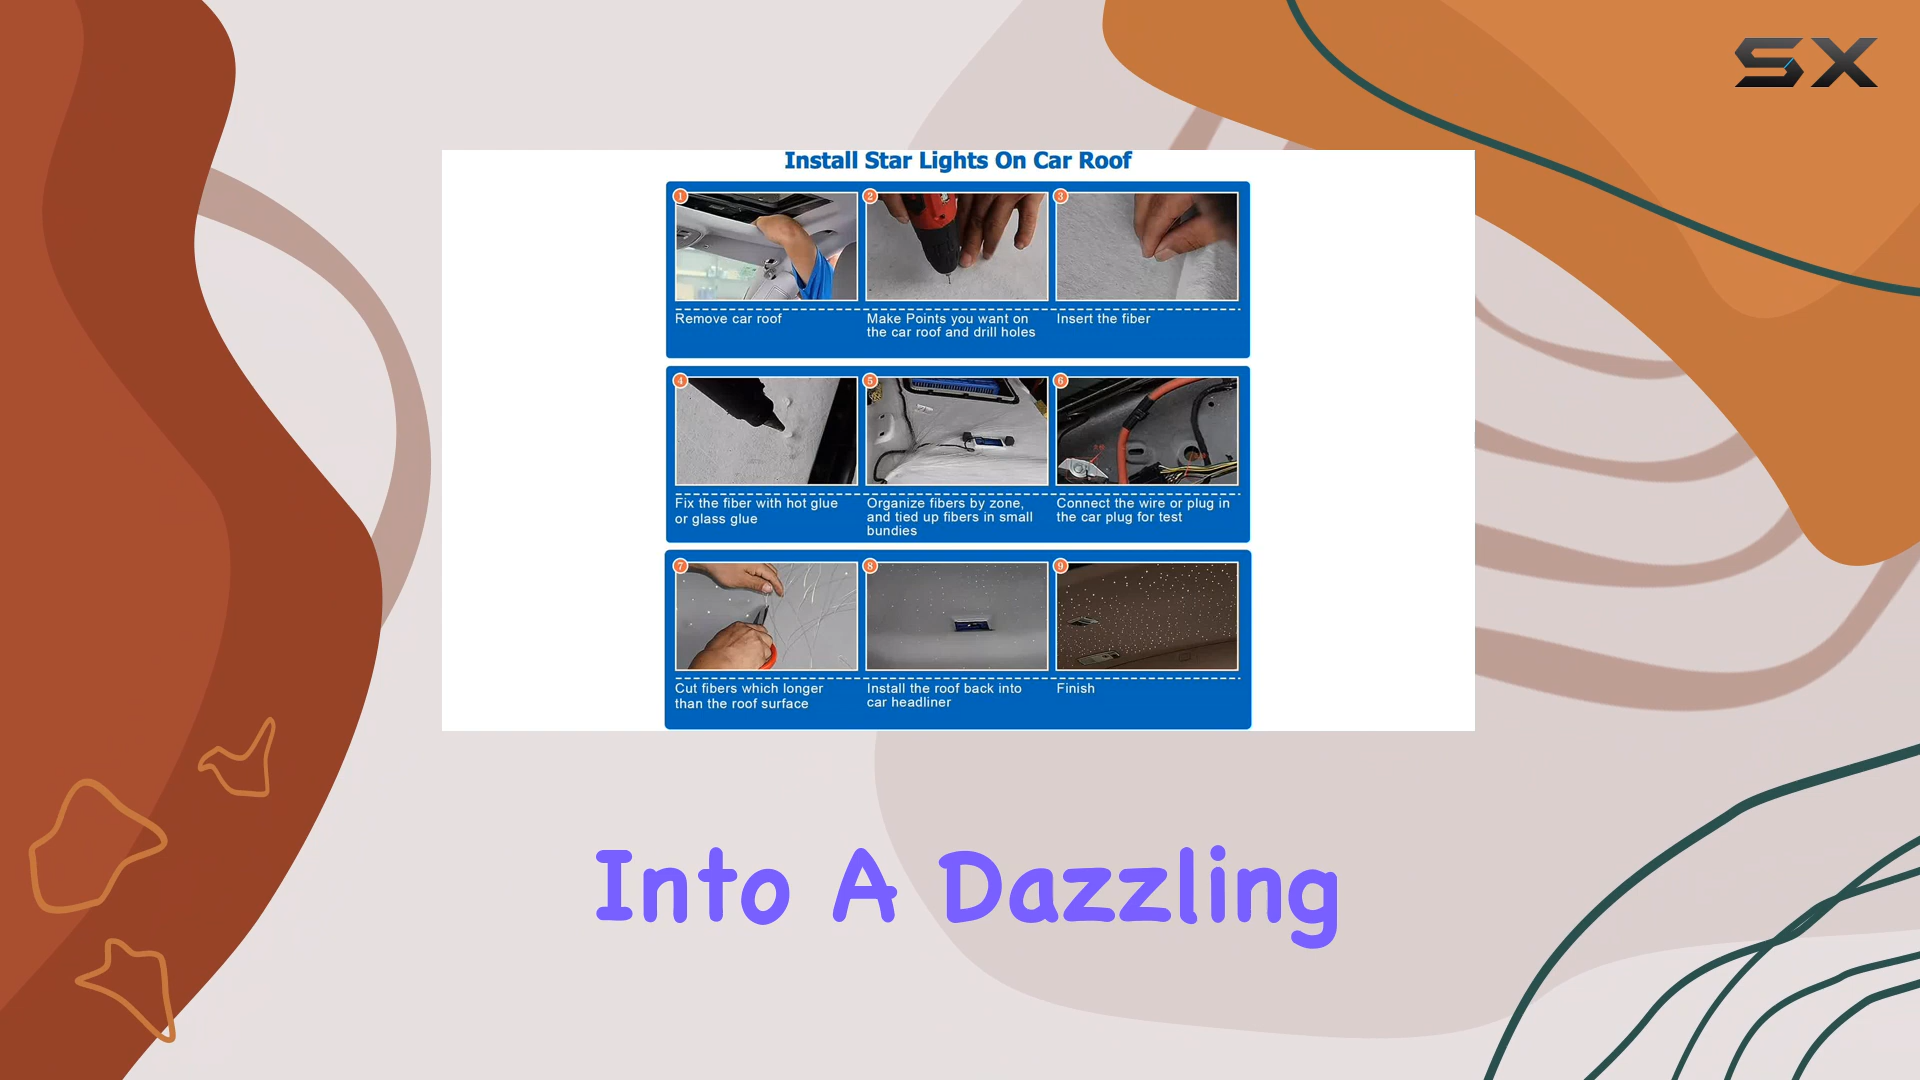 SX
Install Star Lights On Car Roof
1
2
3
Remove car roof
Make Points you want on
the car roof and drill holes
Insert the fiber
4
5
6
Fix the fiber with hot glue
or glass glue
Organize fibers by zone,
and tied up fibers in small
bundies
Connect the wire or plug in
the car plug for test
7
8
9
Cut fibers which longer
than the roof surface
Install the roof back into
car headliner
Finish
Into A Dazzling